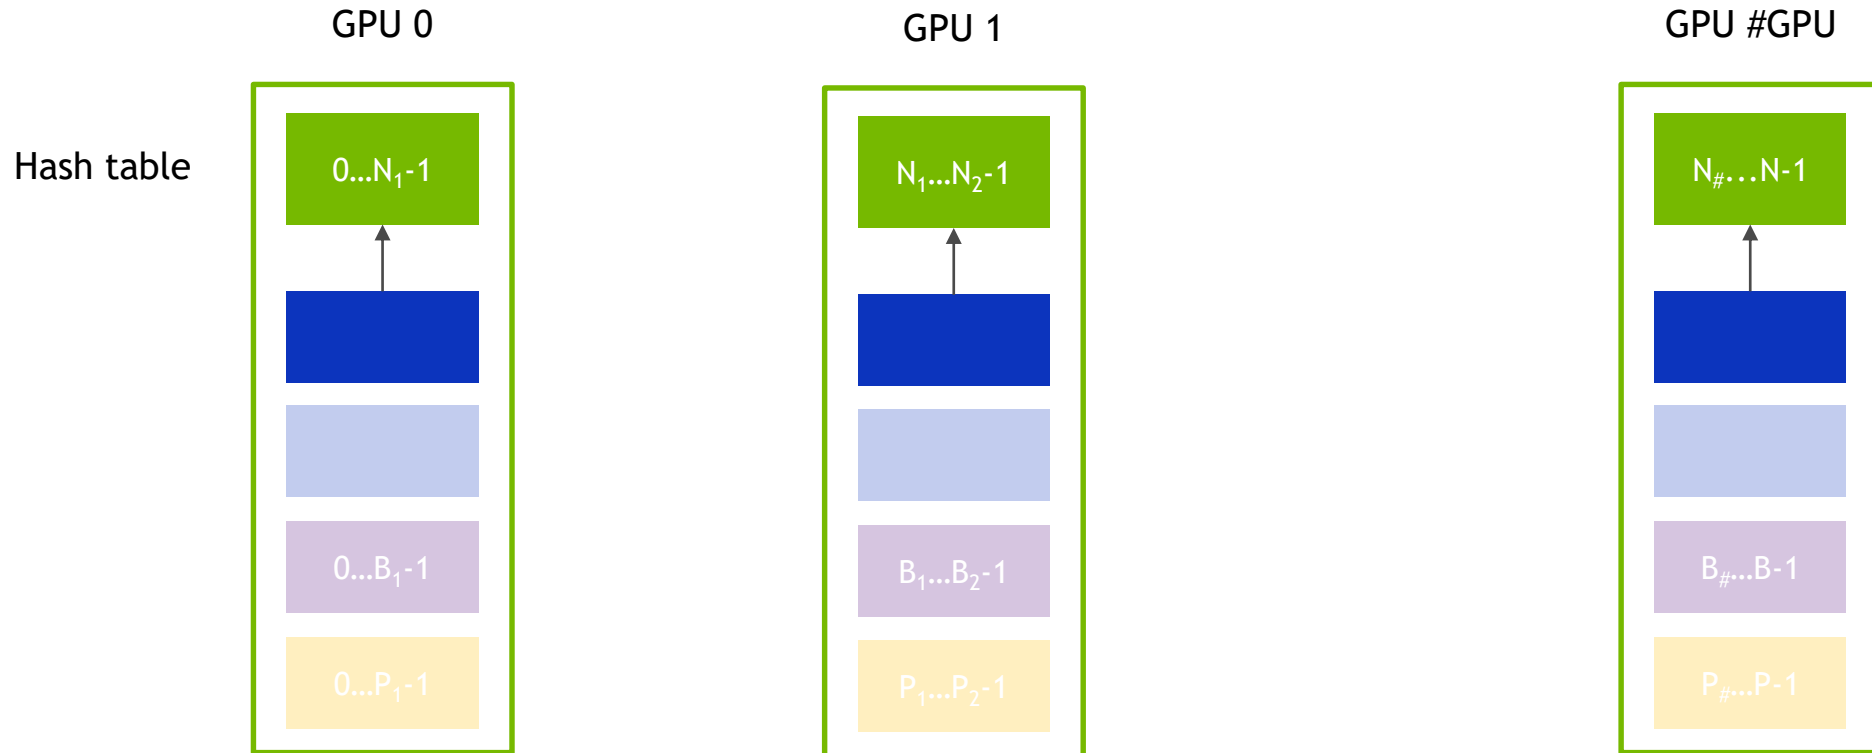 GPU 0
GPU 1
GPU #GPU
Hash table
0...N₁-1
N₁...N₂-1
N#...N-1
0...B₁-1
B₁...B₂-1
B#...B-1
0...P₁-1
P₁...P₂-1
P#...P-1